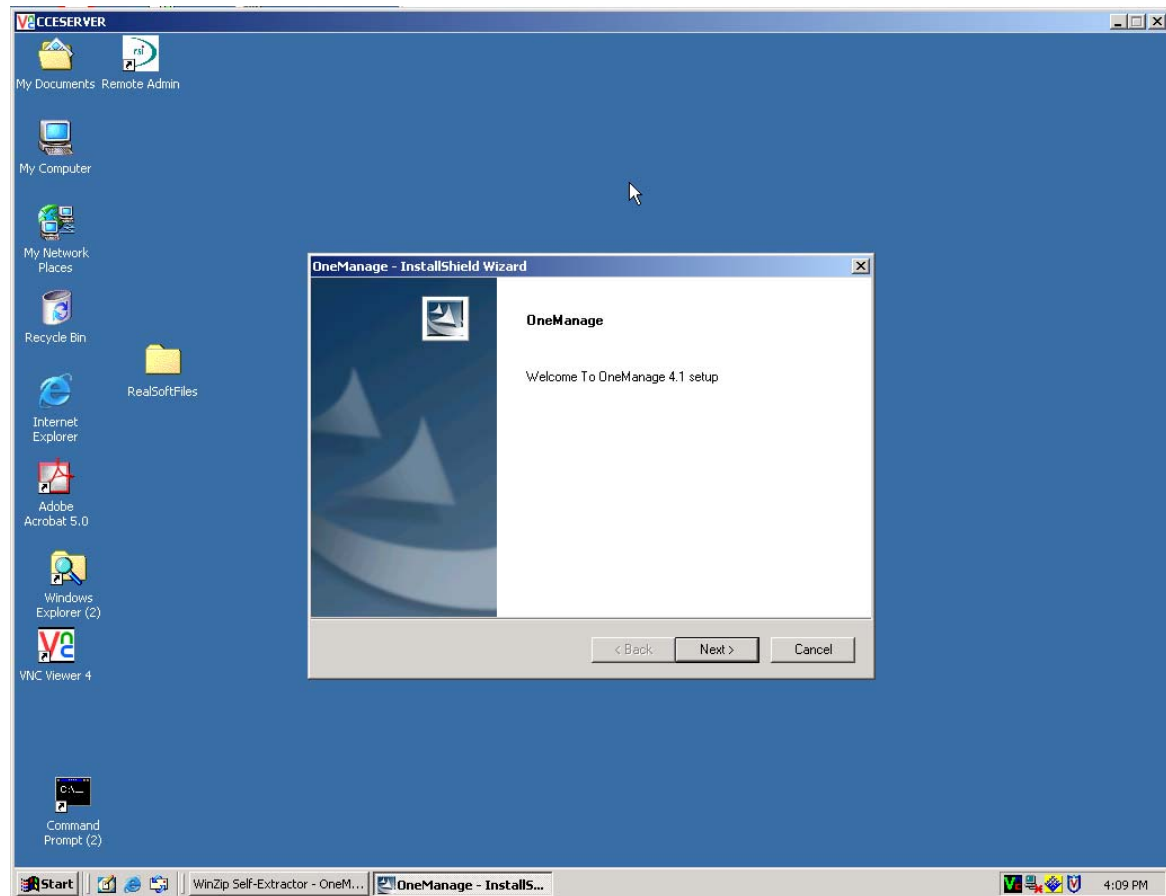 CCESERVER
My Documents
Remote Admin
rsi
My Computer
My Network
Places
Recycle Bin
RealSoftFiles
Internet
Explorer
Adobe
Acrobat 5.0
Windows
Explorer (2)
VNC Viewer 4
C:\_
Command
Prompt (2)
OneManage - InstallShield Wizard
OneManage
Welcome To OneManage 4.1 setup
< Back
Next >
Cancel
Start
WinZip Self-Extractor - OneM...
OneManage - InstallS...
4:09 PM